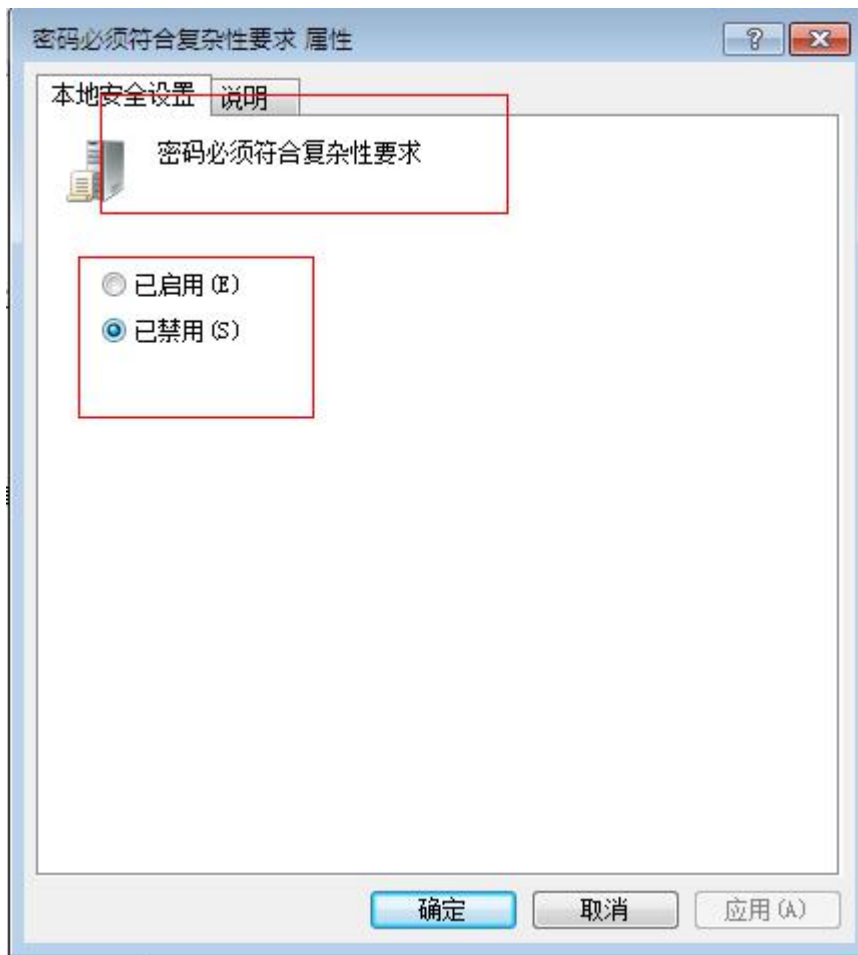 密码必须符合复杂性要求 属性
本地安全设置 说明
密码必须符合复杂性要求
已启用(E)
已禁用(S)
确定 取消 应用(A)